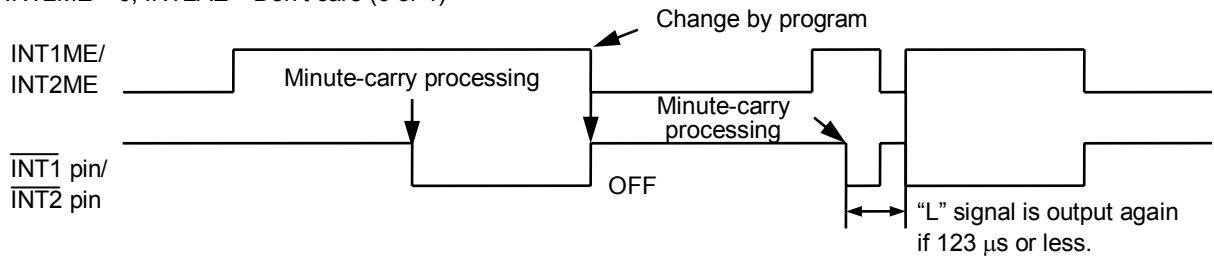 INT2ME = 0, INT2AE = Don't care (0 or 1)
Change by program
INT1ME/
INT2ME
Minute-carry processing
Minute-carry
processing
INT1 pin/
INT2 pin
OFF
“L” signal is output again
if 123 μs or less.